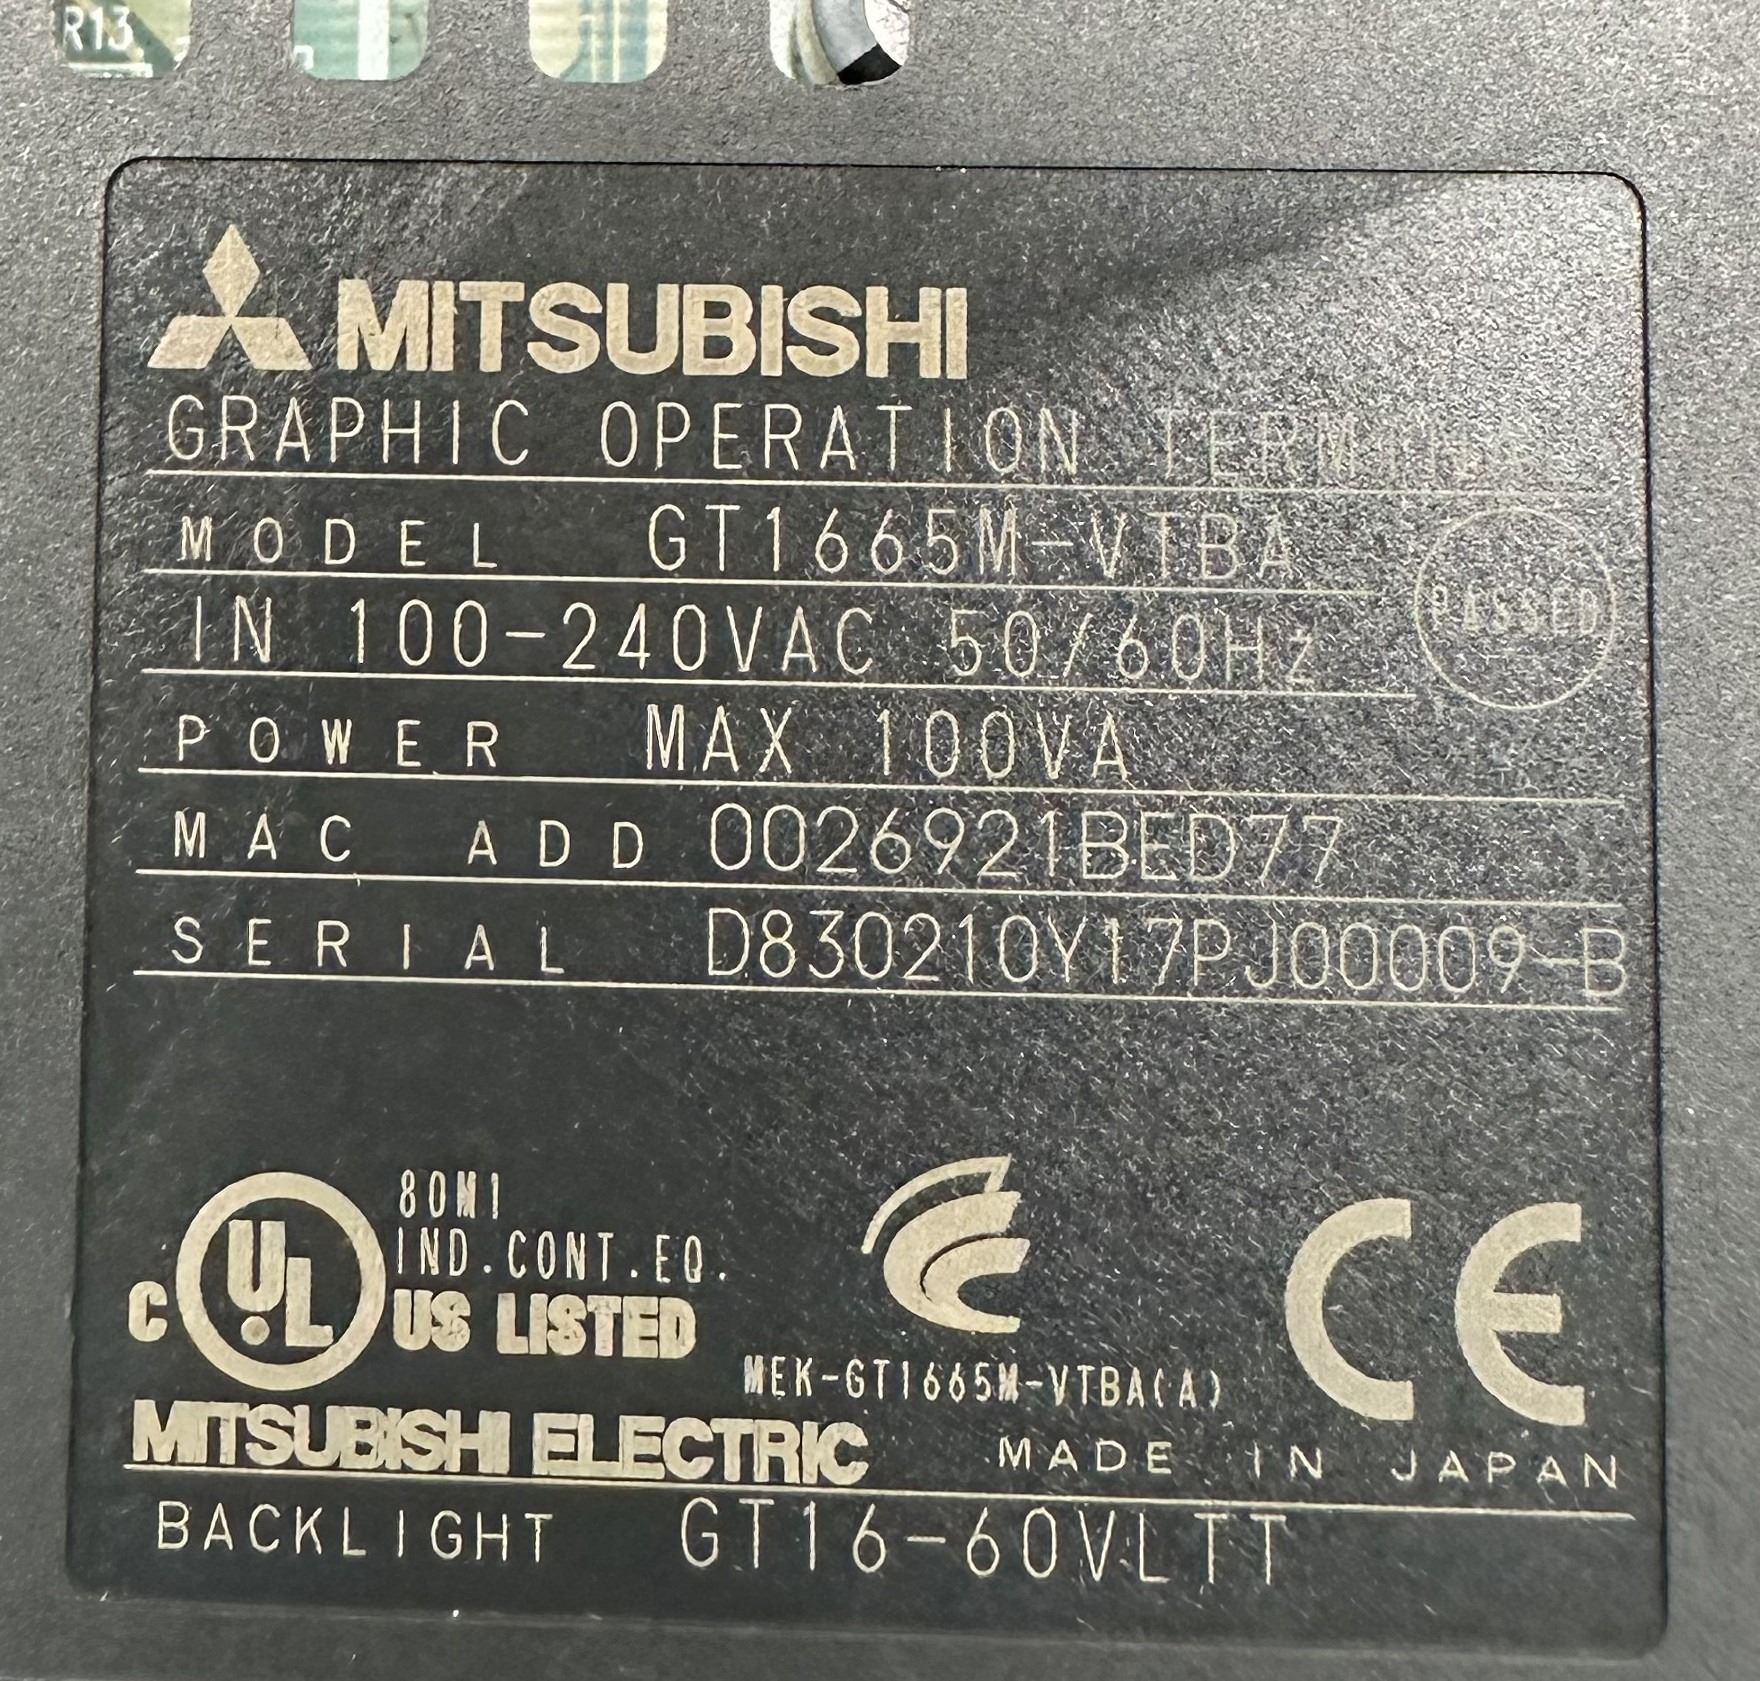 R13
MITSUBISHI
GRAPHIC OPERATION TERMINAL
MODEL GT1665M-VTBA
PASSED
IN 100-240VAC 50/60Hz
POWER MAX 100VA
MAC ADD 0026921BED77
SERIAL D830210Y17PJ00009-B
C UL US LISTED
80M1
IND.CONT.EQ.
MEK-GT1665M-VTBA(A)
CE
MITSUBISHI ELECTRIC MADE IN JAPAN
BACKLIGHT GT16-60VLTT